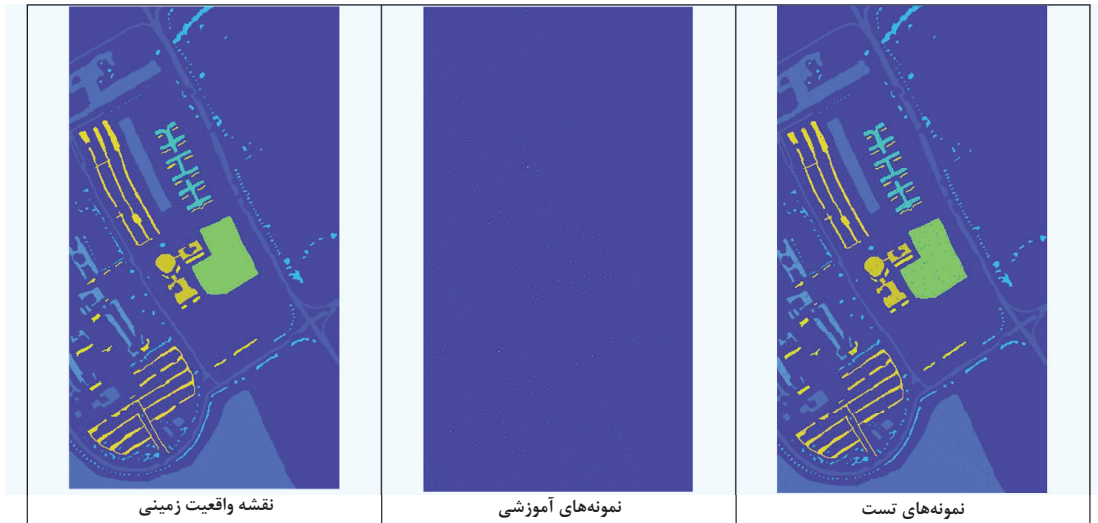 نمونه‌های تست
نمونه‌های آموزشی
نقشه واقعیت زمینی